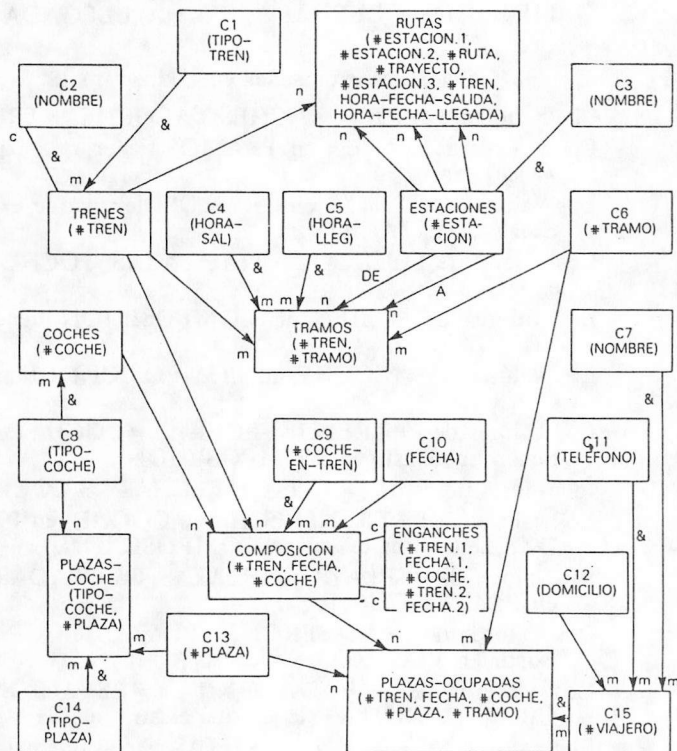 C1
(TIPO-
TREN)
RUTAS
(#ESTACION.1,
#ESTACION.2, #RUTA,
#TRAYECTO,
#ESTACION.3, #TREN,
HORA-FECHA-SALIDA,
HORA-FECHA-LLEGADA)
C2
(NOMBRE)
C3
(NOMBRE)
c
&
&
m
n
n
n
n
&
TRENES
(#TREN)
C4
(HORA-
SAL)
C5
(HORA-
LLEG)
ESTACIONES
(#ESTA-
CION)
C6
(#TRAMO)
&
&
DE
A
m
m
n
n
m
m
TRAMOS
(#TREN,
#TRAMO)
COCHES
(#COCHE)
C7
(NOMBRE)
m
&
&
C8
(TIPO-
COCHE)
C9
(#COCHE-
EN-TREN)
C10
(FECHA)
C11
(TELEFONO)
&
&
n
n
n
m
m
c
PLAZAS-
COCHE
(TIPO-
COCHE,
#PLAZA)
COMPOSICION
(#TREN, FECHA,
#COCHE)
ENGANCHES
(#TREN.1,
FECHA.1,
#COCHE,
#TREN.2,
FECHA.2)
C12
(DOMICILIO)
C13
(#PLAZA)
m
m
&
n
n
m
m
m
m
C14
(TIPO-
PLAZA)
PLAZAS-OCUPADAS
(#TREN, FECHA, #COCHE,
#PLAZA, #TRAMO)
&
m
C15
(#VIAJERO)